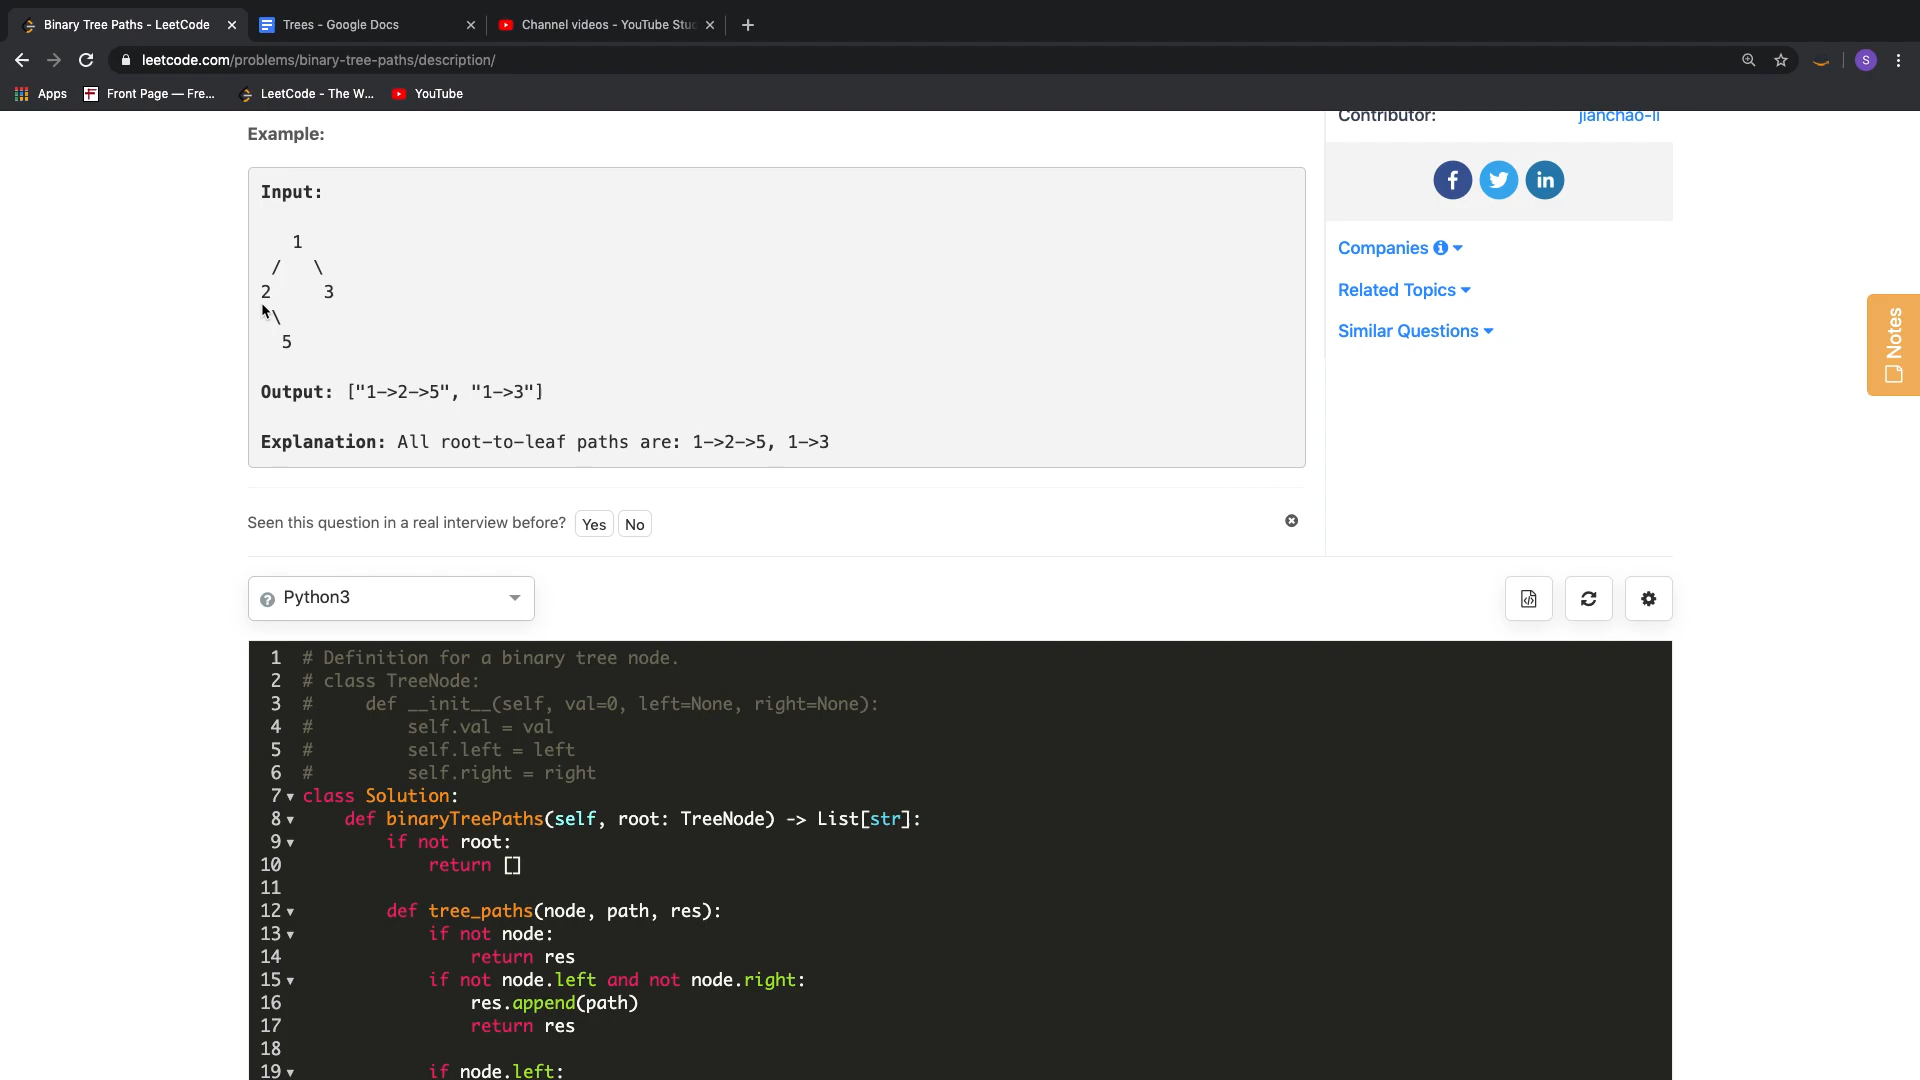 Binary Tree Paths - LeetCode
Trees - Google Docs
Channel videos - YouTube Stu
leetcode.com/problems/binary-tree-paths/description/
S
Apps
Front Page — Fre...
LeetCode - The W...
YouTube
Example:
Contributor:
jianchao-li
Input:
1
/ \
2 3
\
5
Output: ["1->2->5", "1->3"]
Explanation: All root-to-leaf paths are: 1->2->5, 1->3
Companies
Related Topics
Similar Questions
Notes
Seen this question in a real interview before? Yes No
Python3
1 # Definition for a binary tree node.
2 # class TreeNode:
3 #     def __init__(self, val=0, left=None, right=None):
4 #         self.val = val
5 #         self.left = left
6 #         self.right = right
7 class Solution:
8     def binaryTreePaths(self, root: TreeNode) -> List[str]:
9         if not root:
10             return []
11
12         def tree_paths(node, path, res):
13             if not node:
14                 return res
15             if not node.left and not node.right:
16                 res.append(path)
17                 return res
18
19             if node.left: